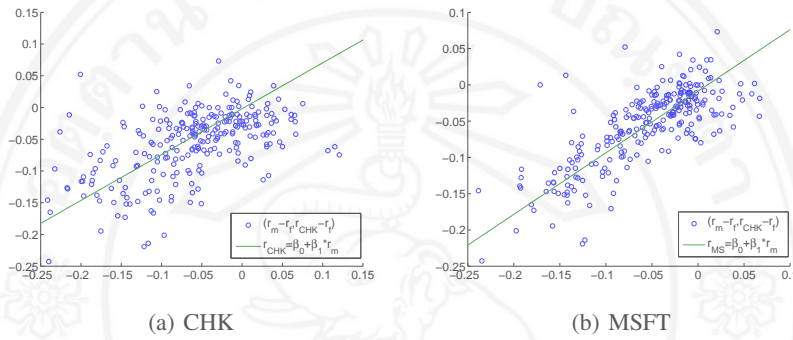 0.15
0.1
0.05
0
−0.05
−0.1
−0.15
−0.2
−0.25
−0.25 −0.2 −0.15 −0.1 −0.05 0 0.05 0.1 0.15
(r_m−r_f,r_CHK−r_f)
r_CHK=β_0+β_1*r_m
(a) CHK
0.1
0.05
0
−0.05
−0.1
−0.15
−0.2
−0.25
−0.25 −0.2 −0.15 −0.1 −0.05 0 0.05 0.1
(r_m−r_f,r_CHK−r_f)
r_MS=β_0+β_1*r_m
(b) MSFT